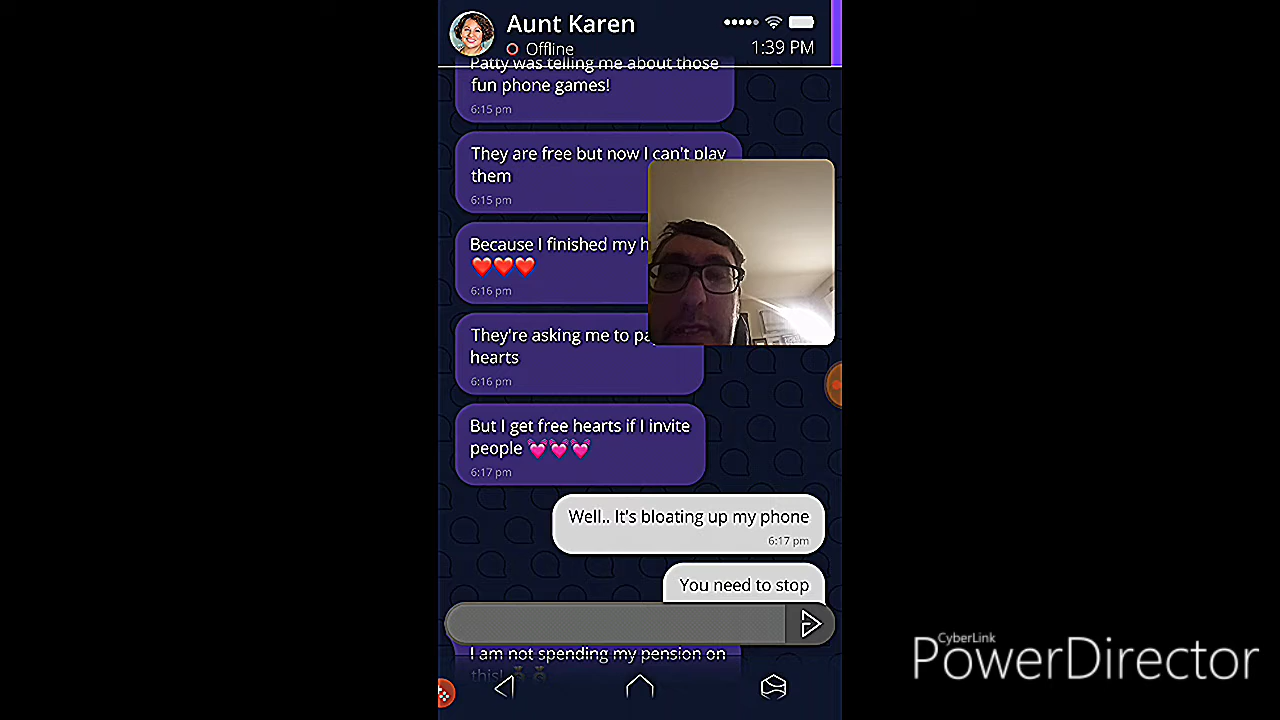 Aunt Karen
Offline
1:39 PM
Patty was telling me about those
fun phone games!
6:15 pm
They are free but now I can't play
them
6:15 pm
Because I finished my
6:16 pm
They're asking me to
hearts
6:16 pm
But I get free hearts if I invite
people 💓💓💓
6:17 pm
Well.. It's bloating up my phone
6:17 pm
You need to stop
I am not spending my pension on
this!
CyberLink
PowerDirector